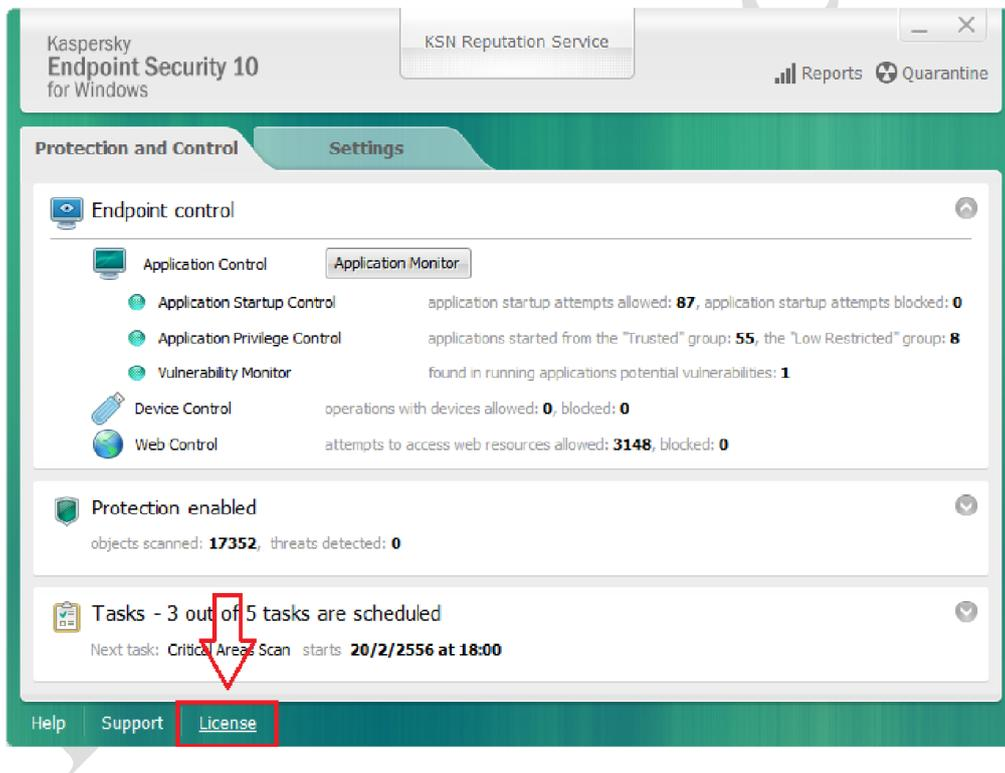 Kaspersky
Endpoint Security 10
for Windows
KSN Reputation Service
Reports Quarantine
Protection and Control Settings
Endpoint control
Application Control Application Monitor
Application Startup Control application startup attempts allowed: 87, application startup attempts blocked: 0
Application Privilege Control applications started from the "Trusted" group: 55, the "Low Restricted" group: 8
Vulnerability Monitor found in running applications potential vulnerabilities: 1
Device Control operations with devices allowed: 0, blocked: 0
Web Control attempts to access web resources allowed: 3148, blocked: 0
Protection enabled
objects scanned: 17352, threats detected: 0
Tasks - 3 out of 5 tasks are scheduled
Next task: Critical Areas Scan starts 20/2/2556 at 18:00
Help Support License